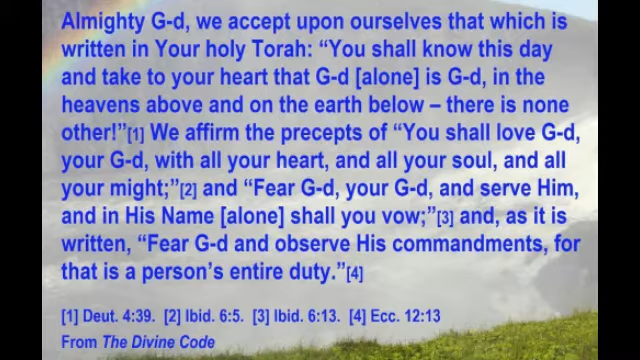 Almighty G-d, we accept upon ourselves that which is
written in Your holy Torah: “You shall know this day
and take to your heart that G-d [alone] is G-d, in the
heavens above and on the earth below – there is none
other!”[1] We affirm the precepts of “You shall love G-d,
your G-d, with all your heart, and all your soul, and all
your might;”[2] and “Fear G-d, your G-d, and serve Him,
and in His Name [alone] shall you vow;”[3] and, as it is
written, “Fear G-d and observe His commandments, for
that is a person’s entire duty.”[4]
[1] Deut. 4:39. [2] Ibid. 6:5. [3] Ibid. 6:13. [4] Ecc. 12:13
From The Divine Code